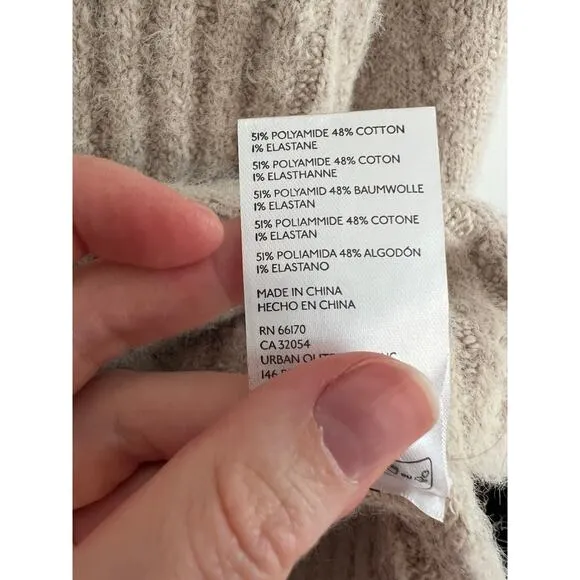 51% POLYAMIDE 48% COTTON
1% ELASTANE
51% POLYAMIDE 48% COTON
1% ELASTHANNE
51% POLYAMID 48% BAUMWOLLE
1% ELASTAN
51% POLIAMMIDE 48% COTONE
1% ELASTAN
51% POLIAMIDA 48% ALGODÓN
1% ELASTANO
MADE IN CHINA
HECHO EN CHINA
RN 66170
CA 32054
URBAN
146